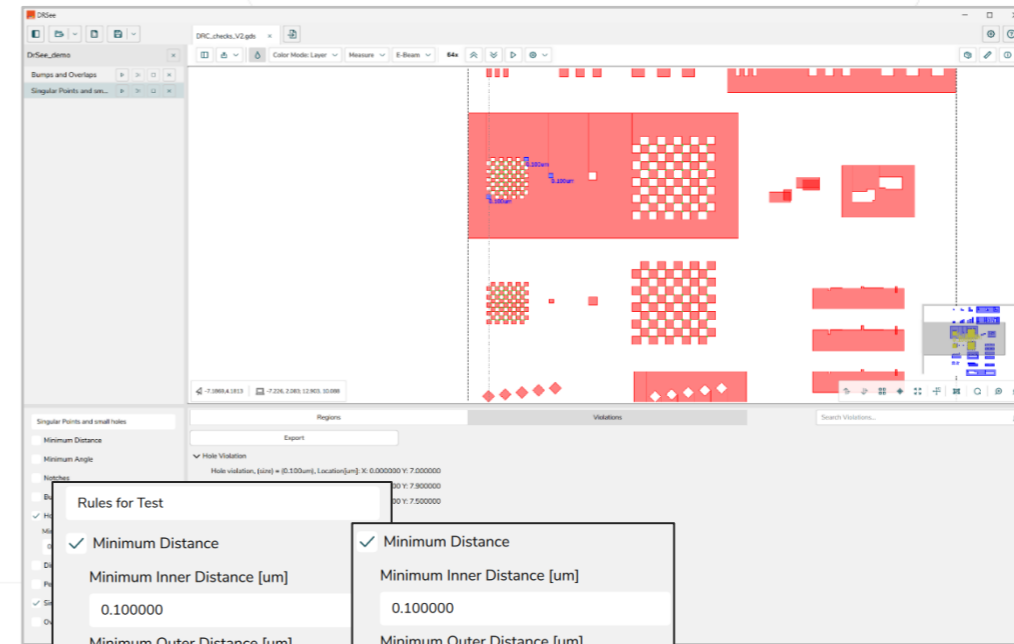 DRSee
DRC_checks_V2.gds
DrSee_demo
Color Mode: Layer
Measure
E-Beam
64x
Bumps and Overlaps
Singular Points and sm...
0.100um
0.100um
0.100um
-7.1869,4.1813
-7.226, 2.083; 12.903, 10.088
Singular Points and small holes
Regions
Violations
Search Violations...
Minimum Distance
Export
Minimum Angle
Hole Violation
Notches
Hole violation, (size) = (0.100um), Location[um]: X: 0.000000 Y: 7.000000
00 Y: 7.900000
00 Y: 7.500000
Rules for Test
Minimum Distance
Minimum Inner Distance [um]
0.100000
Minimum Outer Distance [um]
Minimum Distance
Minimum Inner Distance [um]
0.100000
Minimum Outer Distance [um]